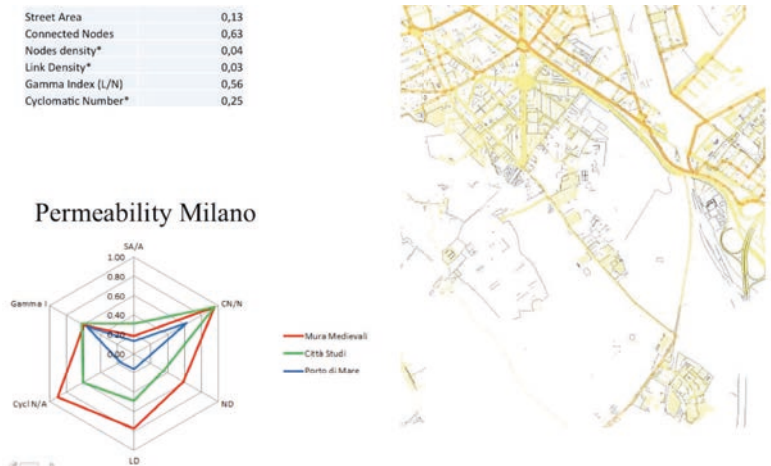 Street Area 0,13
Connected Nodes 0,63
Nodes density* 0,04
Link Density* 0,03
Gamma Index (L/N) 0,56
Cyclomatic Number* 0,25
Permeability Milano
SA/A
1.00
0.80
0.60
0.40
0.20
0.00
CN/N
ND
LD
Cycl N/A
Gamma I
Mura Medievali
Città Studi
Porto di Mare